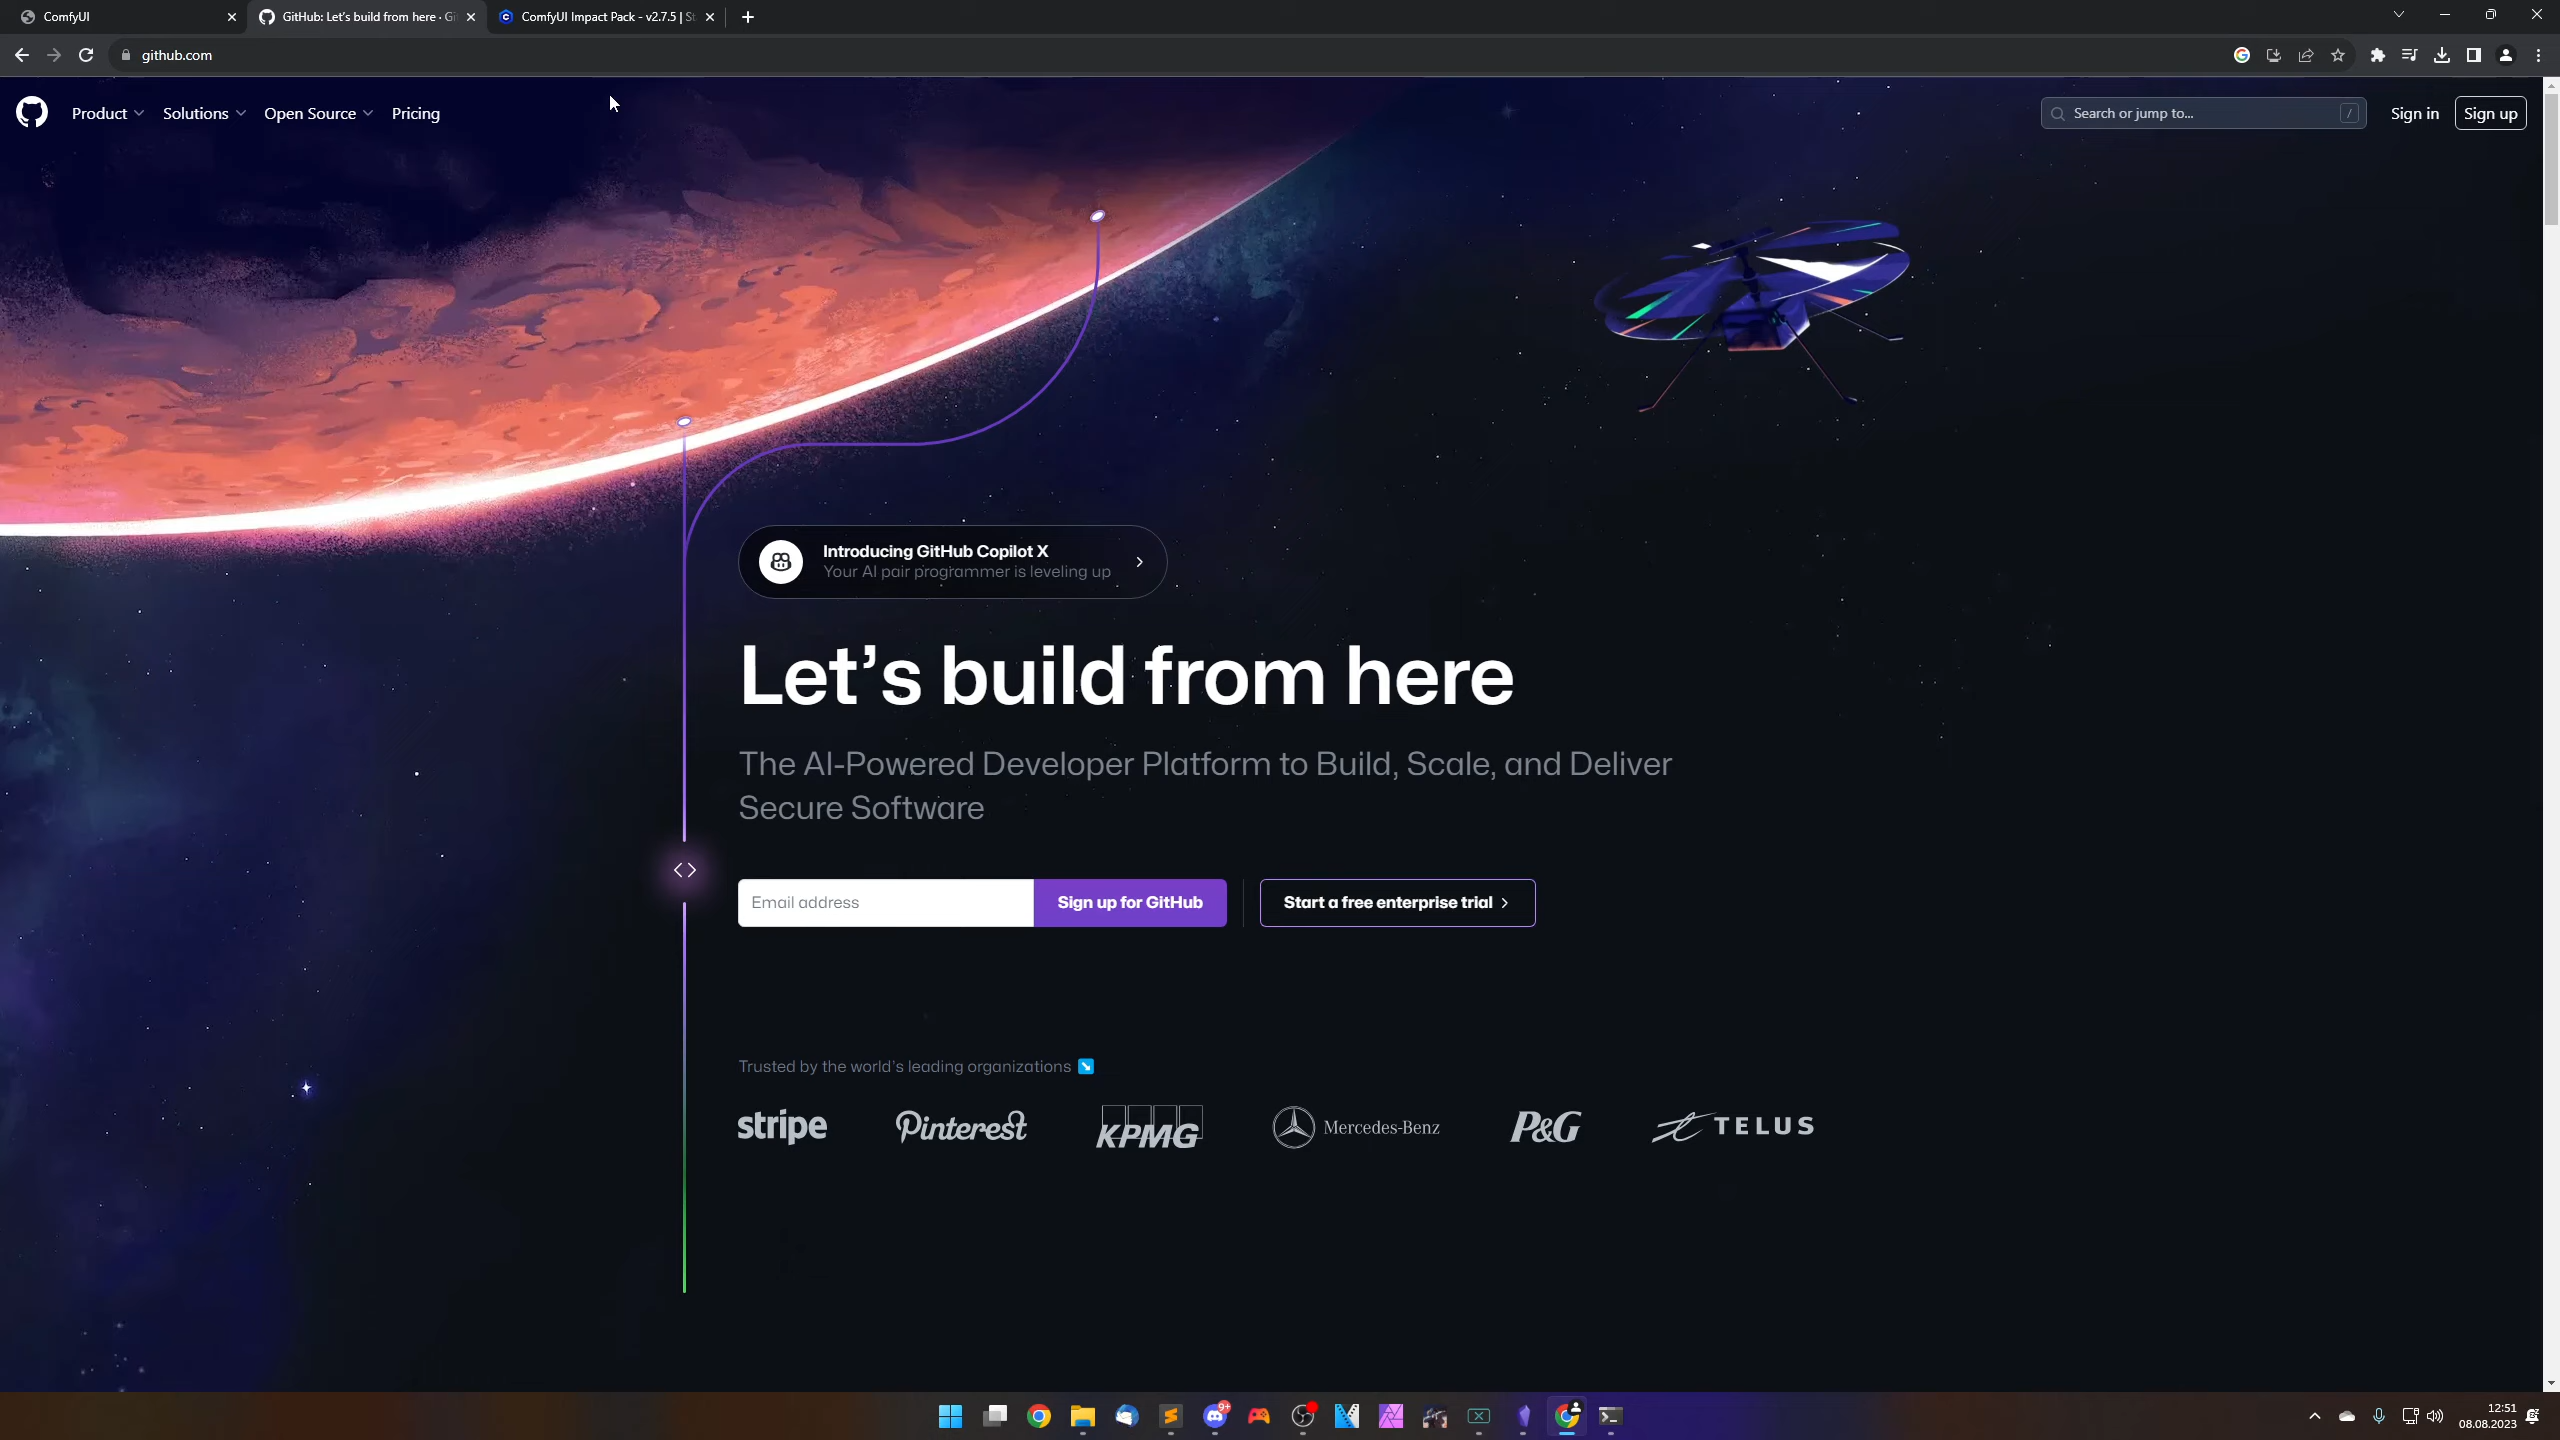 ComfyUI
GitHub: Let's build from here · Gi
ComfyUI Impact Pack - v2.7.5 | St
github.com
Product
Solutions
Open Source
Pricing
Search or jump to...
/
Sign in
Sign up
Introducing GitHub Copilot X
Your AI pair programmer is leveling up
Let's build from here
The AI-Powered Developer Platform to Build, Scale, and Deliver
Secure Software
Email address
Sign up for GitHub
Start a free enterprise trial
Trusted by the world's leading organizations
stripe
Pinterest
KPMG
Mercedes-Benz
P&G
TELUS
9+
12:51
08.08.2023